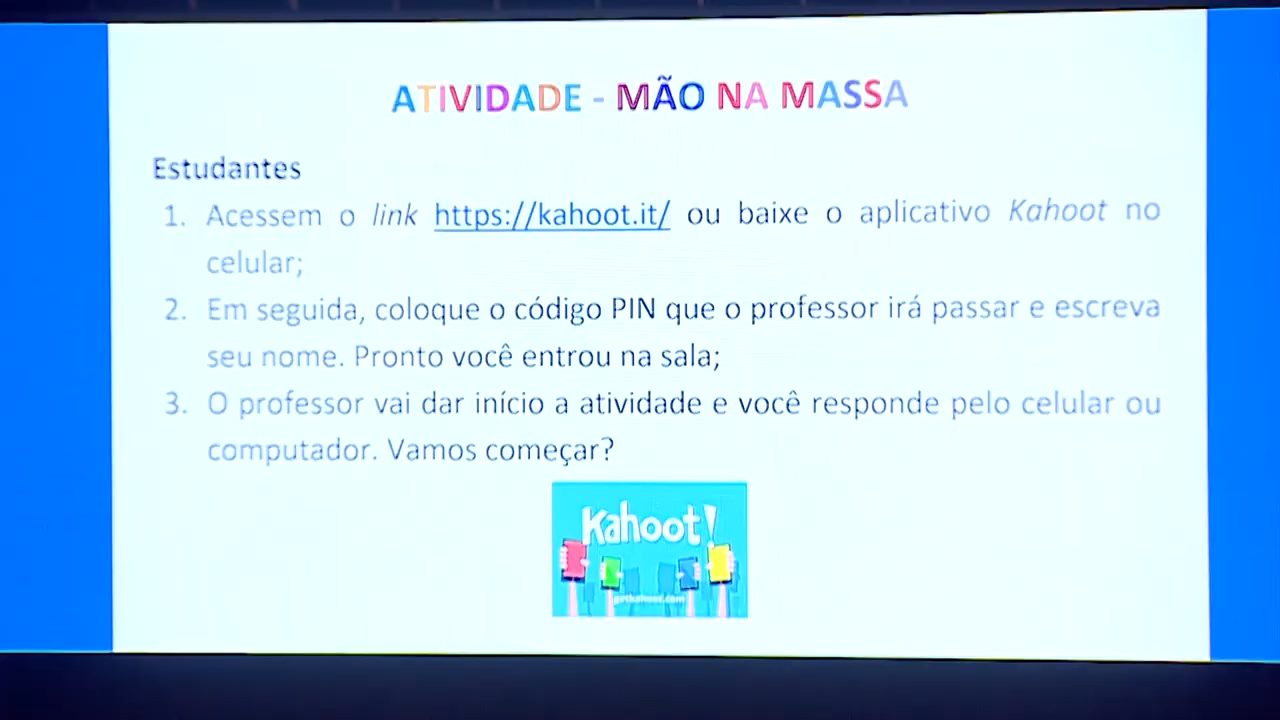 ATIVIDADE - MÃO NA MASSA
Estudantes
1. Acessem o link https://kahoot.it/ ou baixe o aplicativo Kahoot no
celular;
2. Em seguida, coloque o código PIN que o professor irá passar e escreva
seu nome. Pronto você entrou na sala;
3. O professor vai dar início a atividade e você responde pelo celular ou
computador. Vamos começar?
Kahoot!